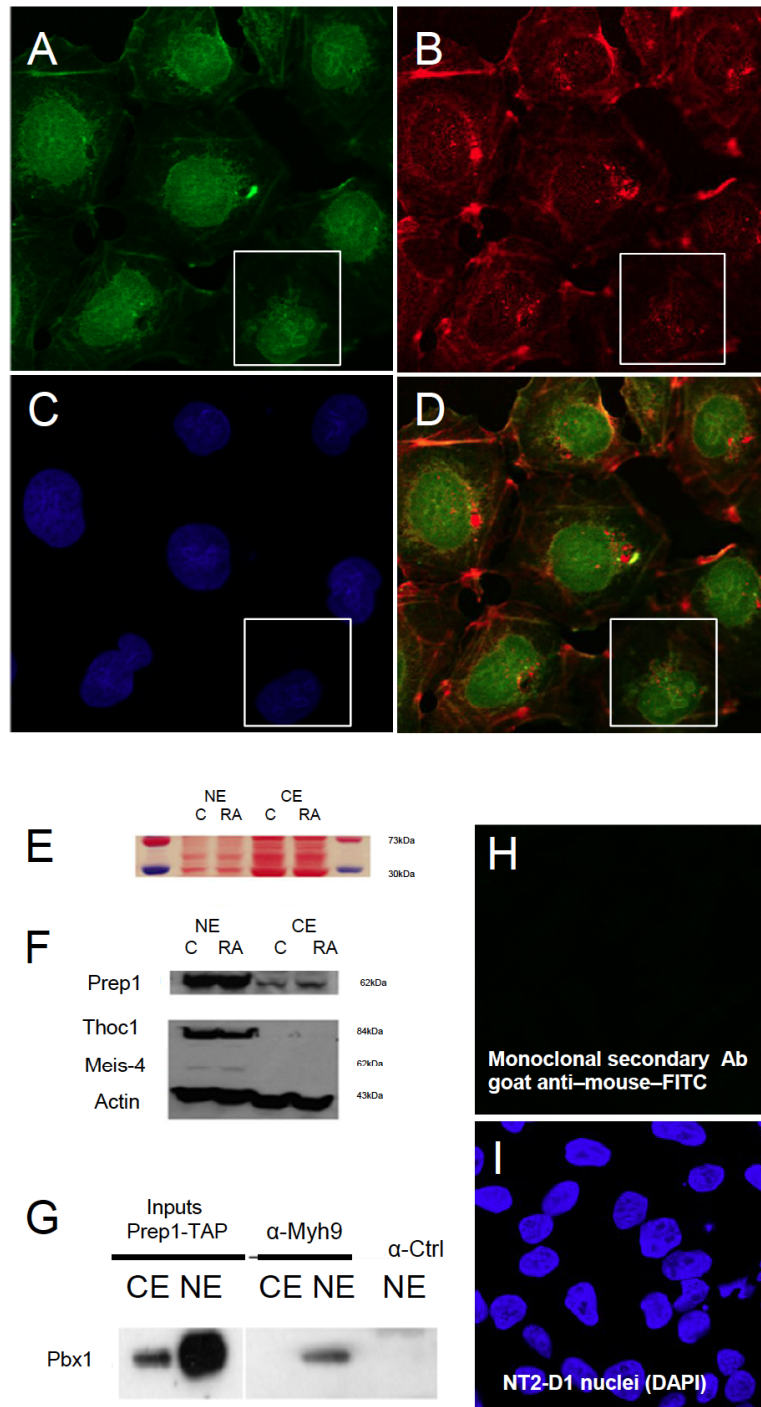 A
B
C
D
E
NE CE
C RA C RA
73kDa
30kDa
F
NE CE
C RA C RA
Prep1 62kDa
Thoc1 84kDa
Meis-4 62kDa
Actin 43kDa
G
Inputs
Prep1-TAP α-Myh9 α-Ctrl
CE NE CE NE NE
Pbx1
H
Monoclonal secondary Ab
goat anti–mouse–FITC
I
NT2-D1 nuclei (DAPI)